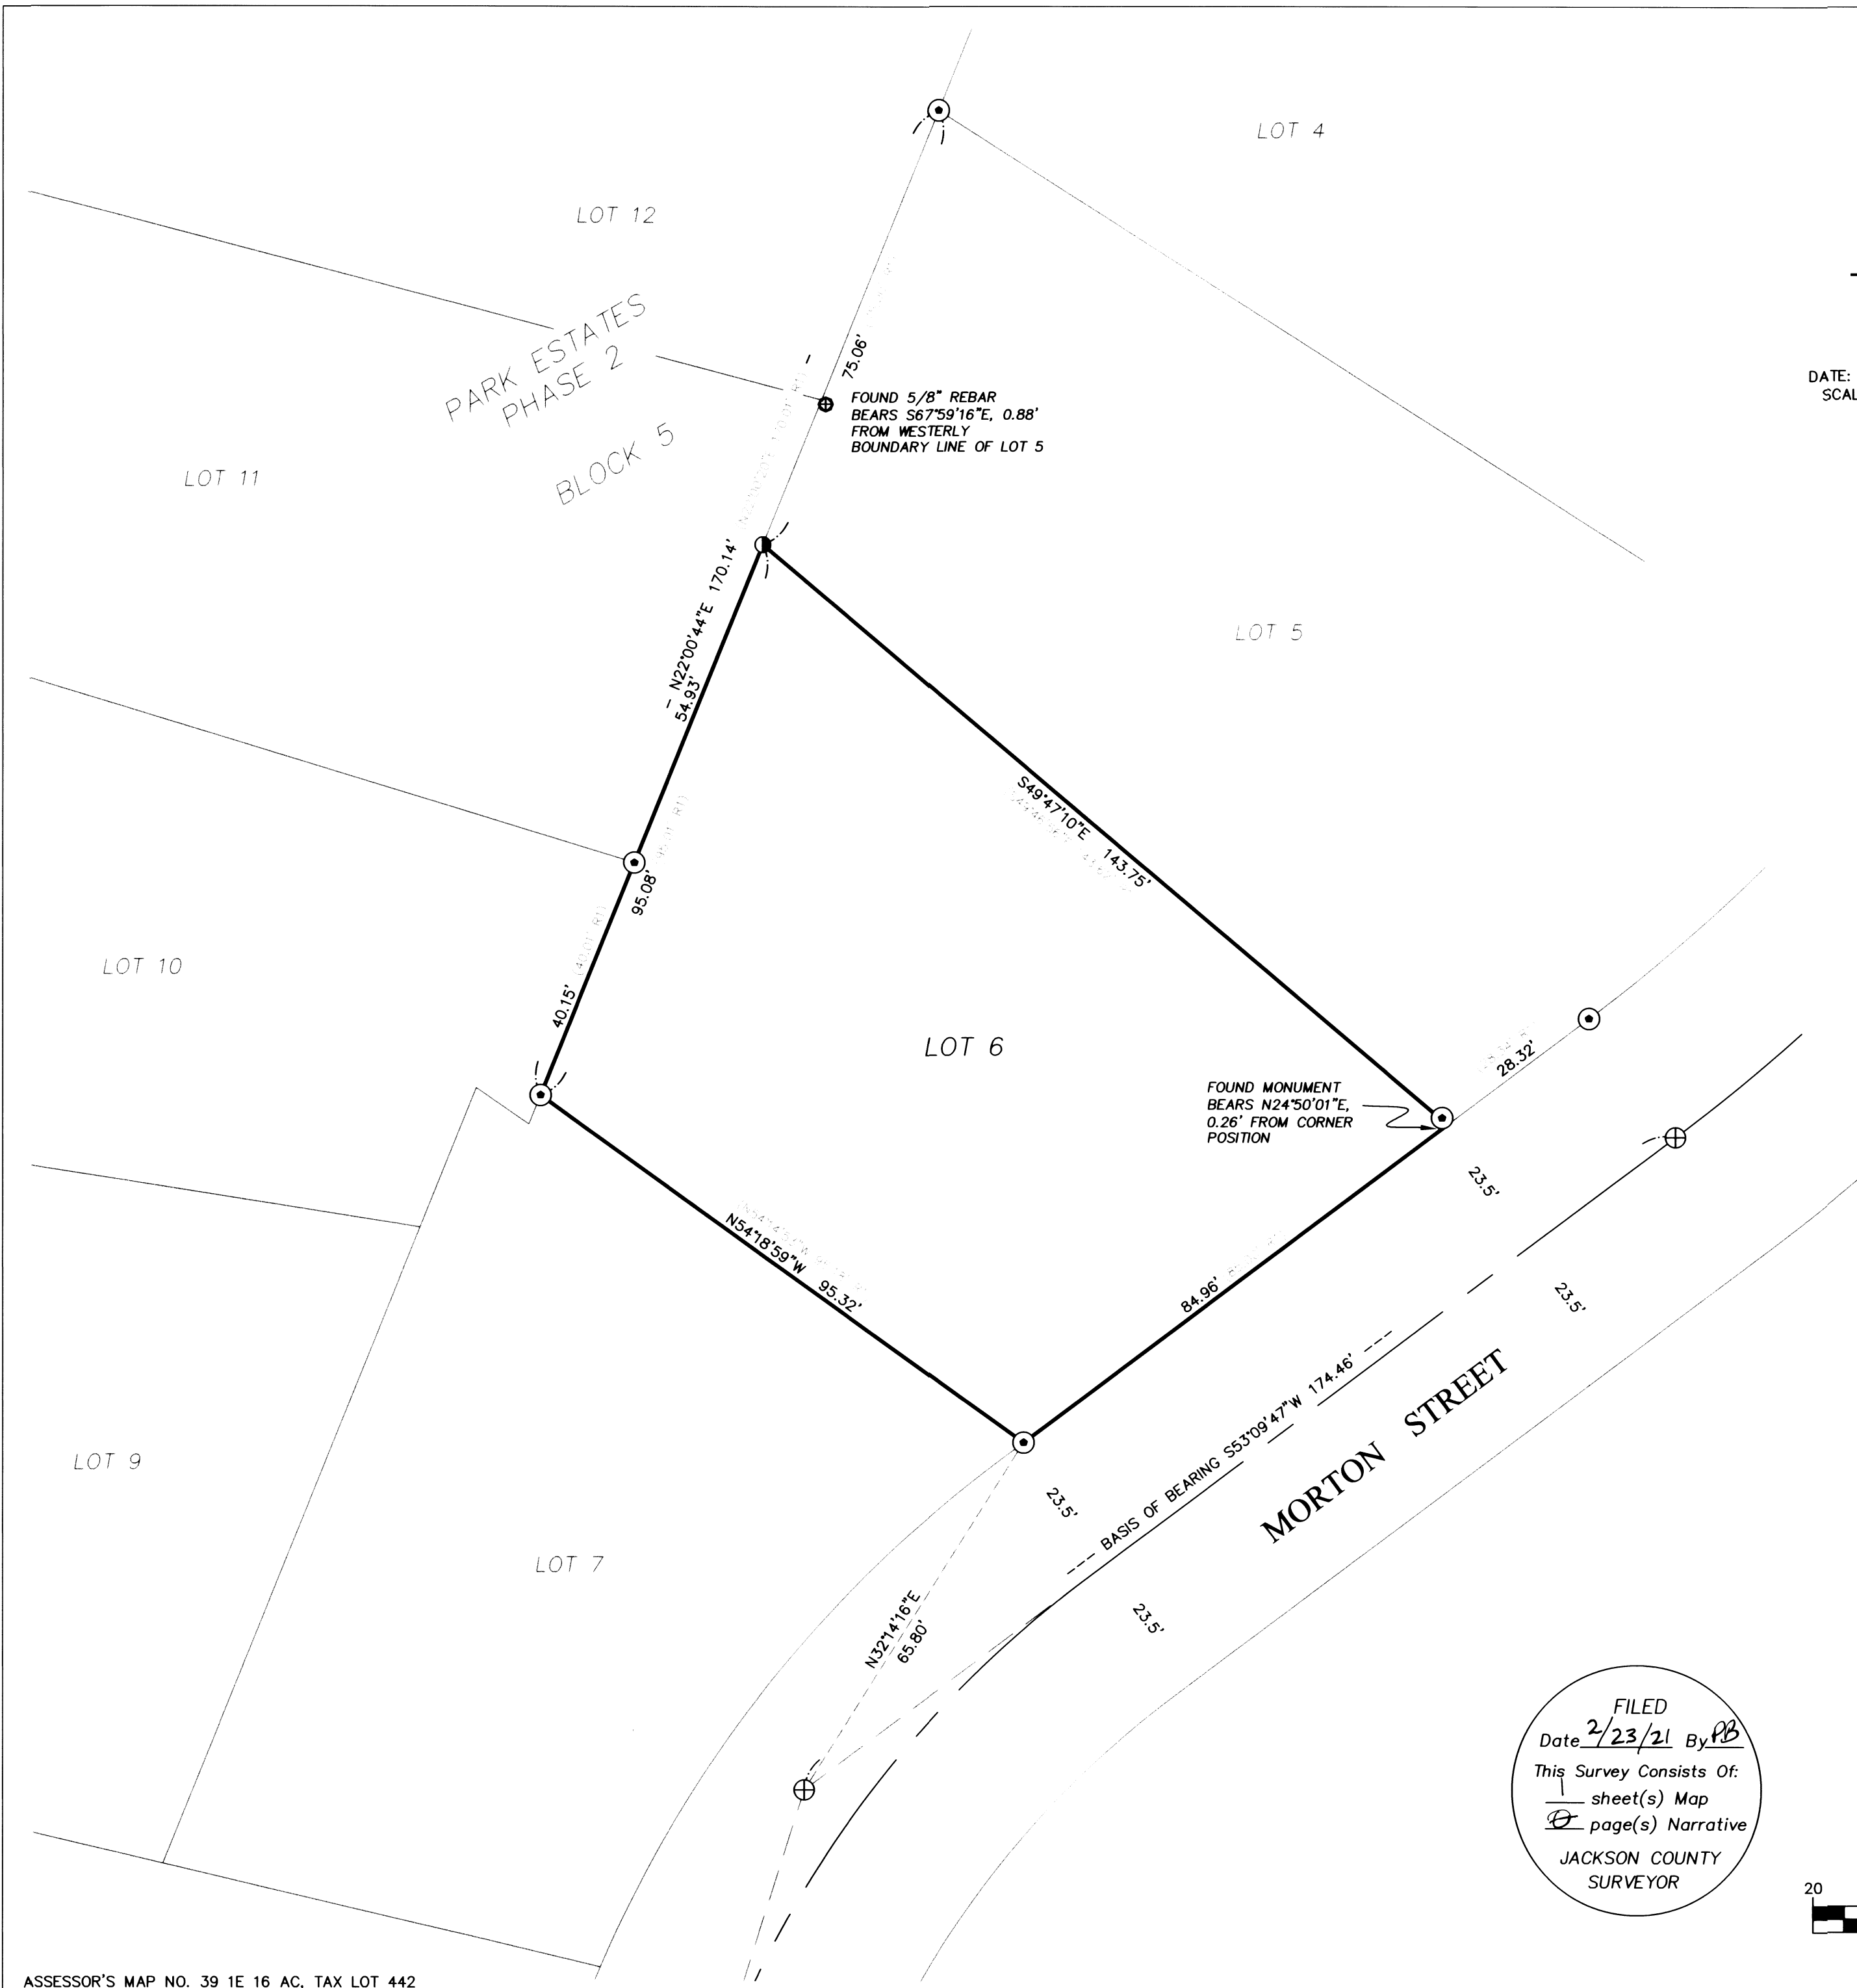 LOT 4
LOT 12
PARK ESTATES
PHASE 2
BLOCK 5
75.06'
DATE:
SCAL
FOUND 5/8" REBAR
BEARS S67°59'16"E, 0.88'
FROM WESTERLY
BOUNDARY LINE OF LOT 5
LOT 11
N22°00'44"E 170.14'
54.93'
LOT 5
S49°47'10"E 143.75'
95.08'
LOT 10
40.15'
(40.01' R1)
LOT 6
28.32'
FOUND MONUMENT
BEARS N24°50'01"E,
0.26' FROM CORNER
POSITION
23.5'
N54°18'59"W 95.32'
84.96'
23.5'
BASIS OF BEARING S53°09'47"W 174.46'
MORTON STREET
LOT 9
23.5'
LOT 7
N32°14'16"E
65.80'
23.5'
FILED
Date 2/23/21 By PB
This Survey Consists Of:
1 sheet(s) Map
0 page(s) Narrative
JACKSON COUNTY
SURVEYOR
20
ASSESSOR'S MAP NO. 39 1E 16 AC, TAX LOT 442